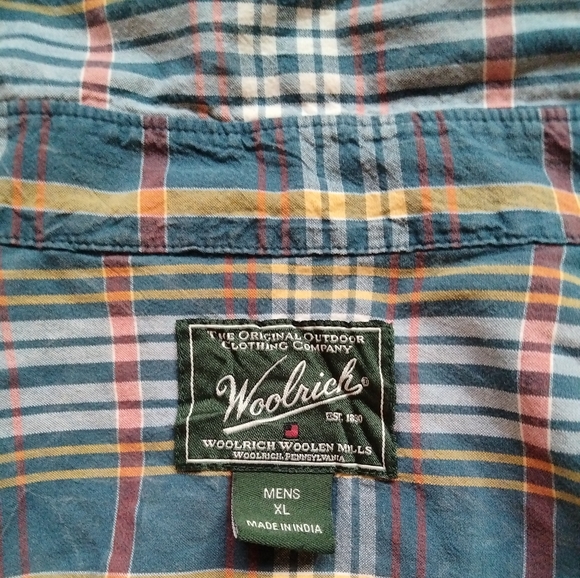 THE ORIGINAL OUTDOOR
CLOTHING COMPANY
Woolrich®
EST. 1830
WOOLRICH WOOLEN MILLS
WOOLRICH, PENNSYLVANIA
MENS
XL
MADE IN INDIA